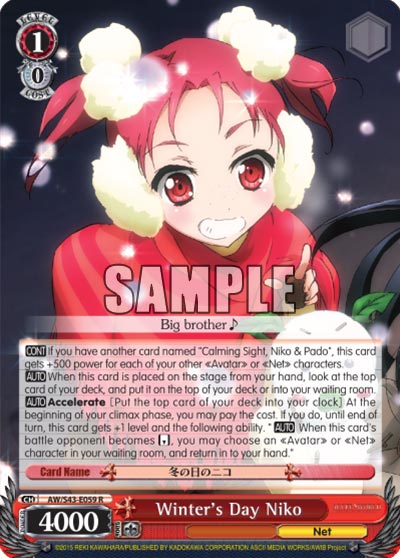 LEVEL
1
0
COST
SAMPLE
Big brother♪
CONT If you have another card named "Calming Sight, Niko & Pado", this card
gets +500 power for each of your other «Avatar» or «Net» characters.
AUTO When this card is placed on the stage from your hand, look at the top
card of your deck, and put it on the top of your deck or into your waiting room.
AUTO Accelerate [Put the top card of your deck into your clock] At the
beginning of your climax phase, you may pay the cost. If you do, until end of
turn, this card gets +1 level and the following ability. " AUTO When this card's
battle opponent becomes [ ], you may choose an «Avatar» or «Net»
character in your waiting room, and return it to your hand."
Card Name 冬の日のニコ
CH AW/S43-E059 R
Winter's Day Niko
4000
Net
©2015 REKI KAWAHARA/PUBLISHED BY KADOKAWA CORPORATION ASCII MEDIA WORKS/AWIB Project